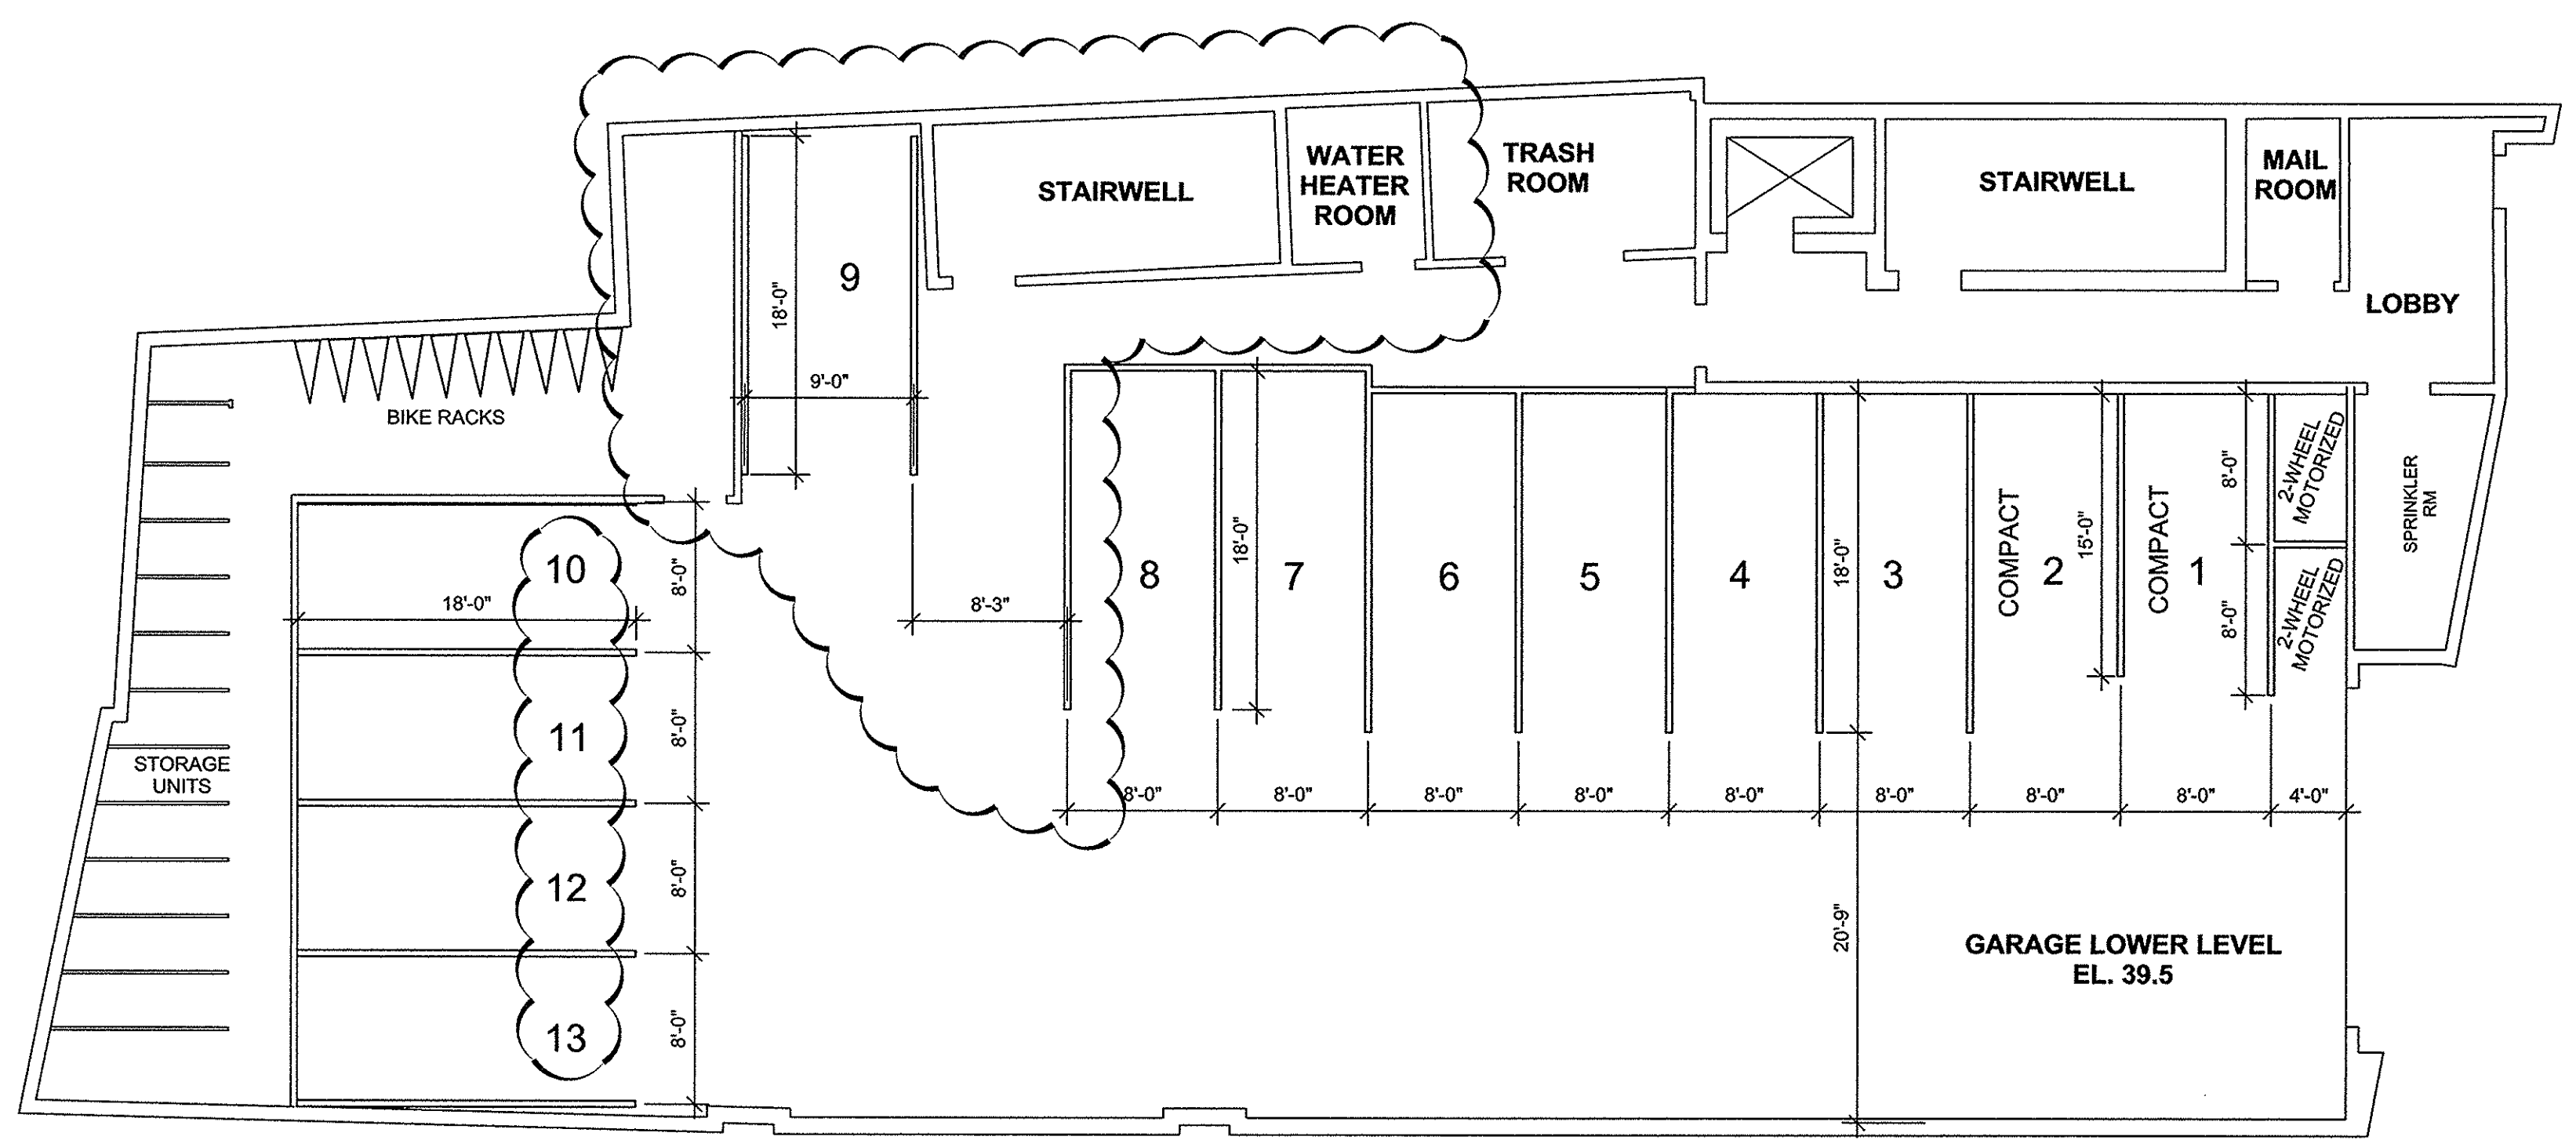 WATER
HEATER
ROOM
TRASH
ROOM
STAIRWELL
STAIRWELL
MAIL
ROOM
LOBBY
9
18'-0"
9'-0"
BIKE RACKS
STORAGE
UNITS
10
18'-0"
8'-0"
11
8'-0"
12
8'-0"
13
8'-0"
8'-3"
8
18'-0"
7
6
5
4
18'-0"
3
COMPACT
2
15'-0"
COMPACT
1
8'-0"
8'-0"
2-WHEEL
MOTORIZED
2-WHEEL
MOTORIZED
SPRINKLER
RM
8'-0"
8'-0"
8'-0"
8'-0"
8'-0"
8'-0"
8'-0"
8'-0"
4'-0"
20'-9"
GARAGE LOWER LEVEL
EL. 39.5